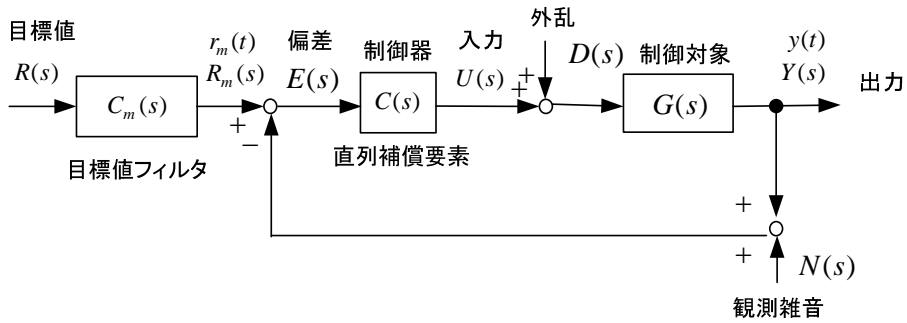 目標値
R(s)
C_m(s)
目標値フィルタ
r_m(t)
R_m(s)
+
−
偏差
E(s)
制御器
C(s)
直列補償要素
入力
U(s)
+
外乱
+
D(s)
制御対象
G(s)
y(t)
Y(s)
出力
+
+
N(s)
観測雑音